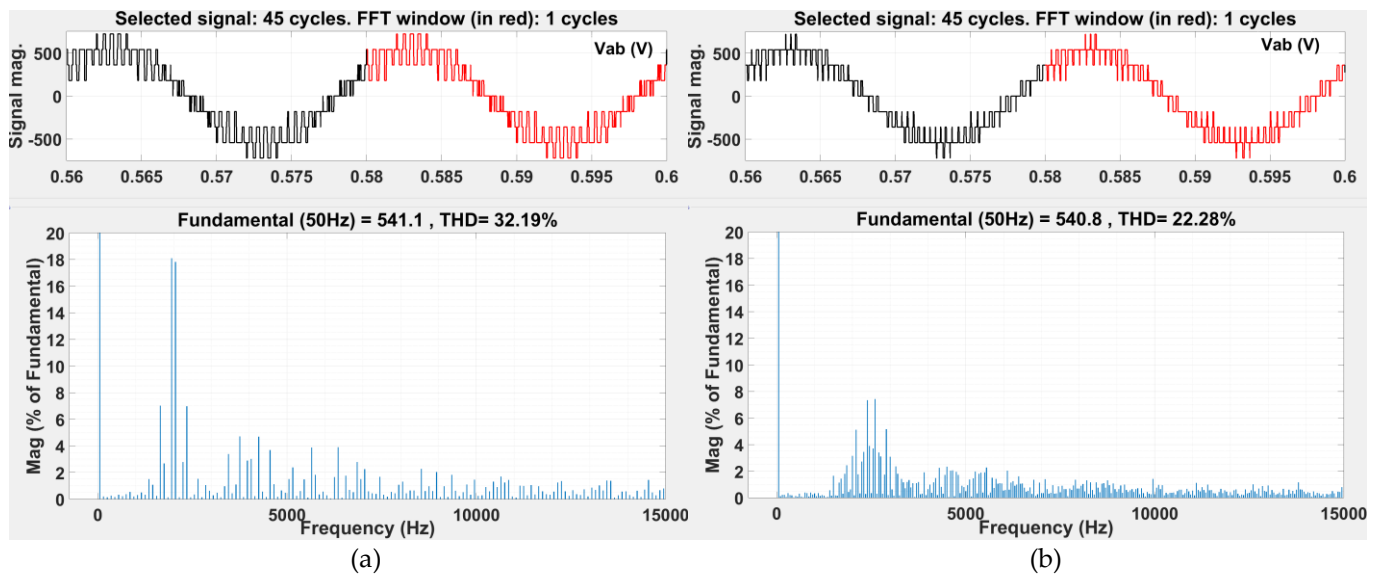 Selected signal: 45 cycles. FFT window (in red): 1 cycles
Vab (V)
Signal mag.
500
0
-500
0.56 0.565 0.57 0.575 0.58 0.585 0.59 0.595 0.6
Fundamental (50Hz) = 541.1 , THD= 32.19%
Mag (% of Fundamental)
20
18
16
14
12
10
8
6
4
2
0
0 5000 10000 15000
Frequency (Hz)
(a)
Selected signal: 45 cycles. FFT window (in red): 1 cycles
Vab (V)
Signal mag.
500
0
-500
0.56 0.565 0.57 0.575 0.58 0.585 0.59 0.595 0.6
Fundamental (50Hz) = 540.8 , THD= 22.28%
Mag (% of Fundamental)
20
18
16
14
12
10
8
6
4
2
0
0 5000 10000 15000
Frequency (Hz)
(b)